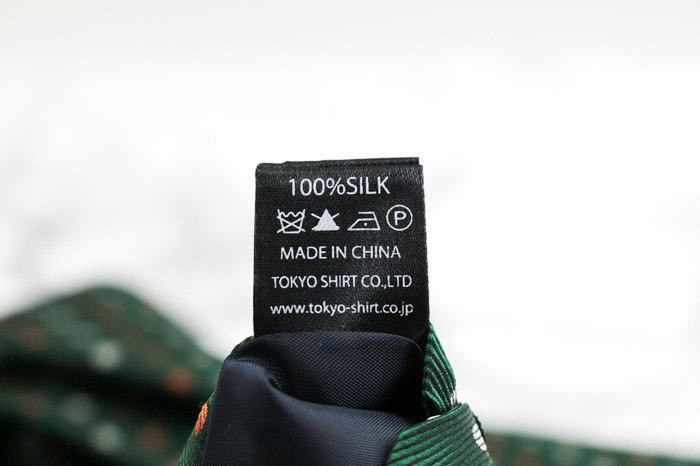 100%SILK
P
MADE IN CHINA
TOKYO SHIRT CO.,LTD
www.tokyo-shirt.co.jp